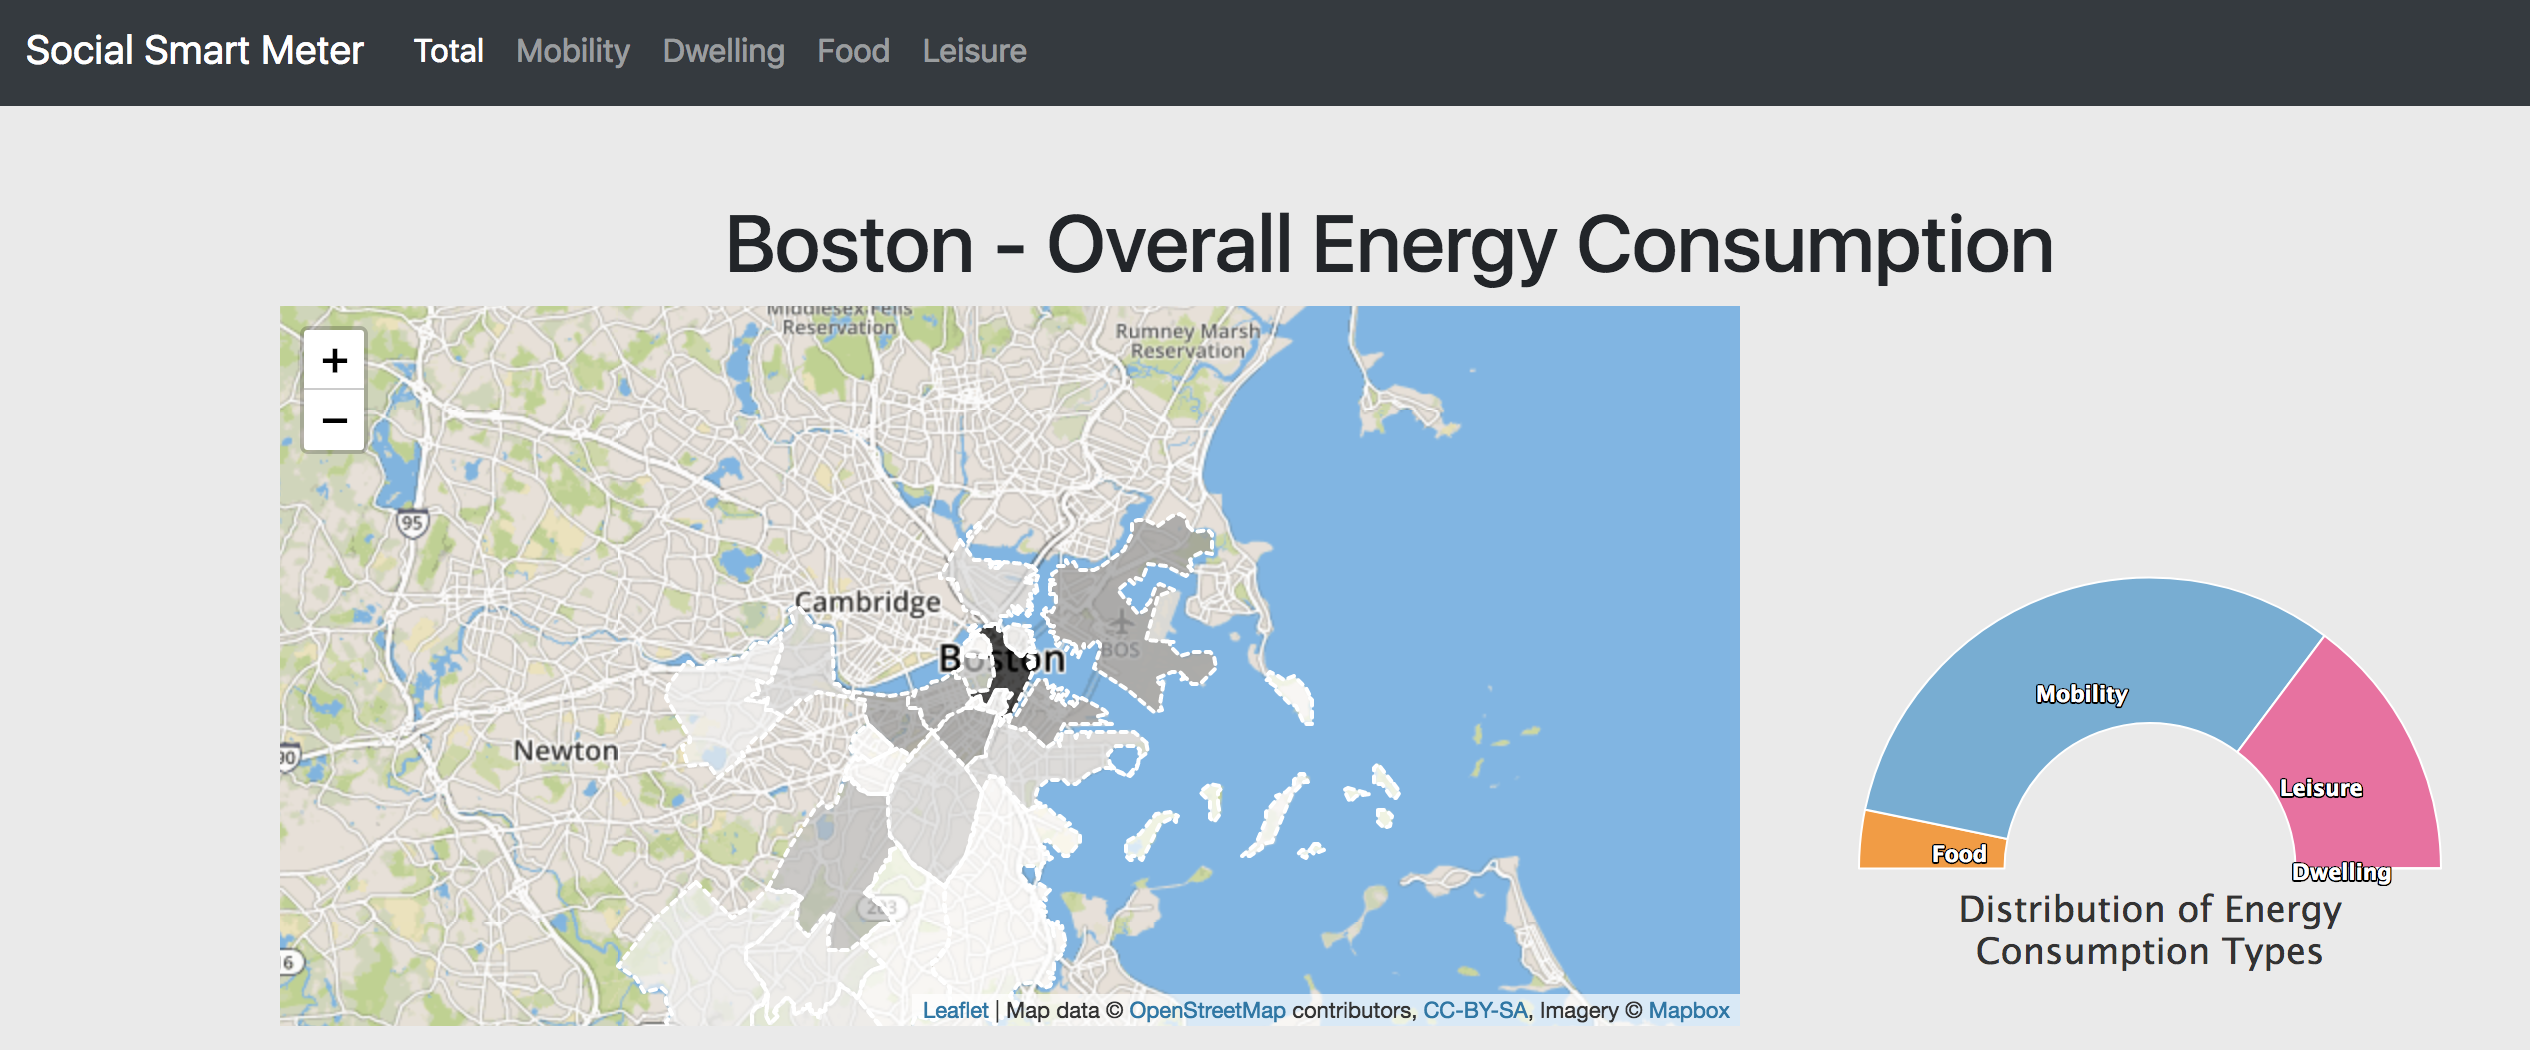 Social Smart Meter Total Mobility Dwelling Food Leisure
Boston - Overall Energy Consumption
+
−
Middlesex Fells
Reservation
Rumney Marsh
Reservation
95
Cambridge
Boston
BOS
Newton
90
203
16
Leaflet | Map data © OpenStreetMap contributors, CC-BY-SA, Imagery © Mapbox
Mobility
Leisure
Food
Dwelling
Distribution of Energy
Consumption Types